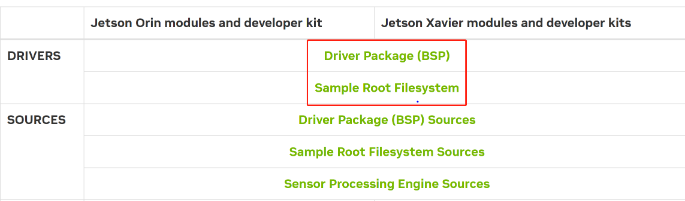 Jetson Orin modules and developer kit Jetson Xavier modules and developer kits
DRIVERS Driver Package (BSP)
Sample Root Filesystem
SOURCES Driver Package (BSP) Sources
Sample Root Filesystem Sources
Sensor Processing Engine Sources